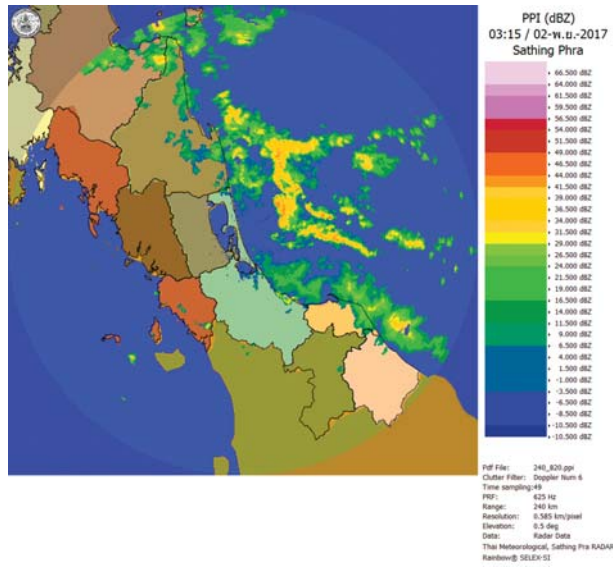 PPI (dBZ)
03:15 / 02-พ.ย.-2017
Sathing Phra
66.500 dBZ
64.000 dBZ
61.500 dBZ
59.500 dBZ
56.500 dBZ
54.000 dBZ
51.500 dBZ
49.000 dBZ
46.500 dBZ
44.000 dBZ
41.500 dBZ
39.000 dBZ
36.500 dBZ
34.000 dBZ
31.500 dBZ
29.000 dBZ
26.500 dBZ
24.000 dBZ
21.500 dBZ
19.000 dBZ
16.500 dBZ
14.000 dBZ
11.500 dBZ
9.000 dBZ
6.500 dBZ
4.000 dBZ
1.500 dBZ
-1.000 dBZ
-3.500 dBZ
-6.500 dBZ
-8.500 dBZ
-10.500 dBZ
-10.500 dBZ
Pdf File: 240_820.ppi
Clutter Filter: Doppler Num 6
Time sampling:49
PRF: 625 Hz
Range: 240 km
Resolution: 0.585 km/pixel
Elevation: 0.5 deg
Data: Radar Data
Thai Meteorological, Sathing Pra RADAR
Rainbow® SELEX-SI